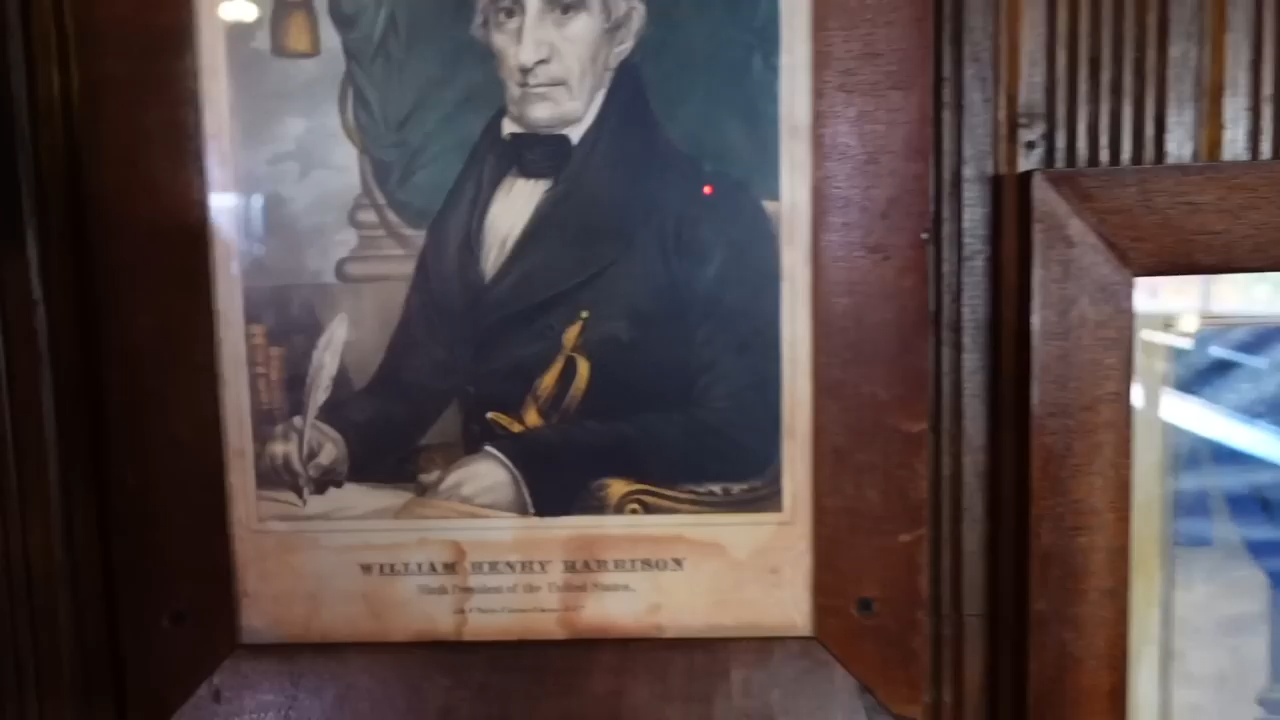 WILLIAM HENRY HARRISON
Ninth President of the United States.